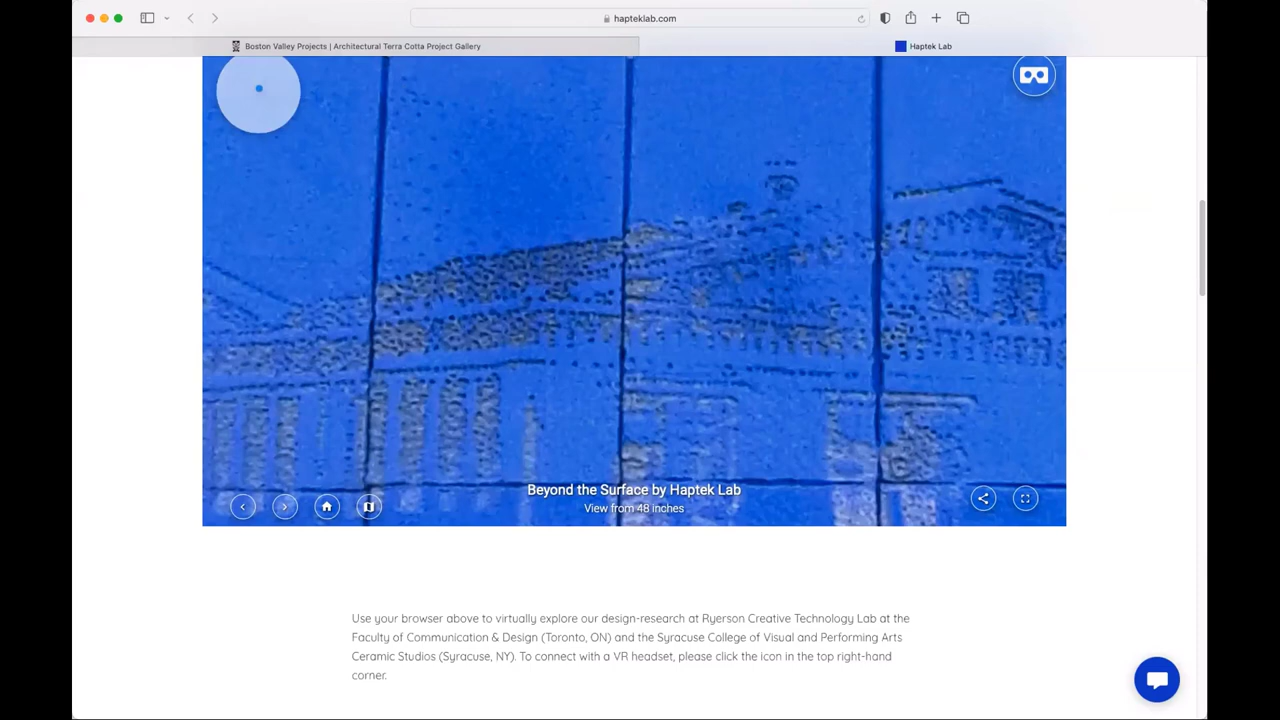 hapteklab.com
Boston Valley Projects | Architectural Terra Cotta Project Gallery
Haptek Lab
Beyond the Surface by Haptek Lab
View from 48 inches
Use your browser above to virtually explore our design-research at Ryerson Creative Technology Lab at the
Faculty of Communication & Design (Toronto, ON) and the Syracuse College of Visual and Performing Arts
Ceramic Studios (Syracuse, NY). To connect with a VR headset, please click the icon in the top right-hand
corner.